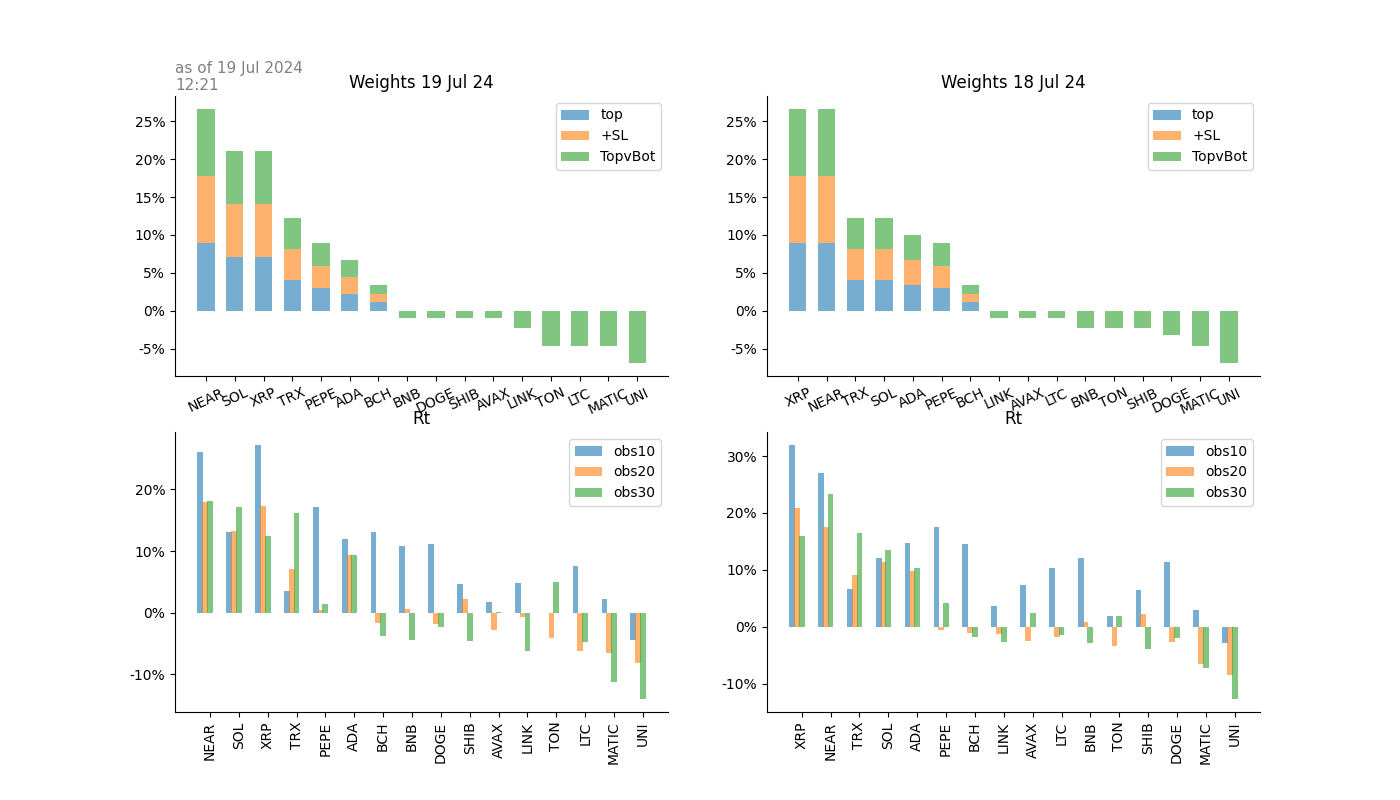 as of 19 Jul 2024
12:21
Weights 19 Jul 24
25%
20%
15%
10%
5%
0%
-5%
top
+SL
TopvBot
NEAR SOL XRP TRX PEPE ADA BCH BNB DOGE SHIB AVAX LINK TON LTC MATIC UNI
Weights 18 Jul 24
25%
20%
15%
10%
5%
0%
-5%
top
+SL
TopvBot
XRP NEAR TRX SOL ADA PEPE BCH LINK AVAX LTC BNB TON SHIB DOGE MATIC UNI
Rt
20%
10%
0%
-10%
obs10
obs20
obs30
NEAR SOL XRP TRX PEPE ADA BCH BNB DOGE SHIB AVAX LINK TON LTC MATIC UNI
Rt
30%
20%
10%
0%
-10%
obs10
obs20
obs30
XRP NEAR TRX SOL ADA PEPE BCH LINK AVAX LTC BNB TON SHIB DOGE MATIC UNI